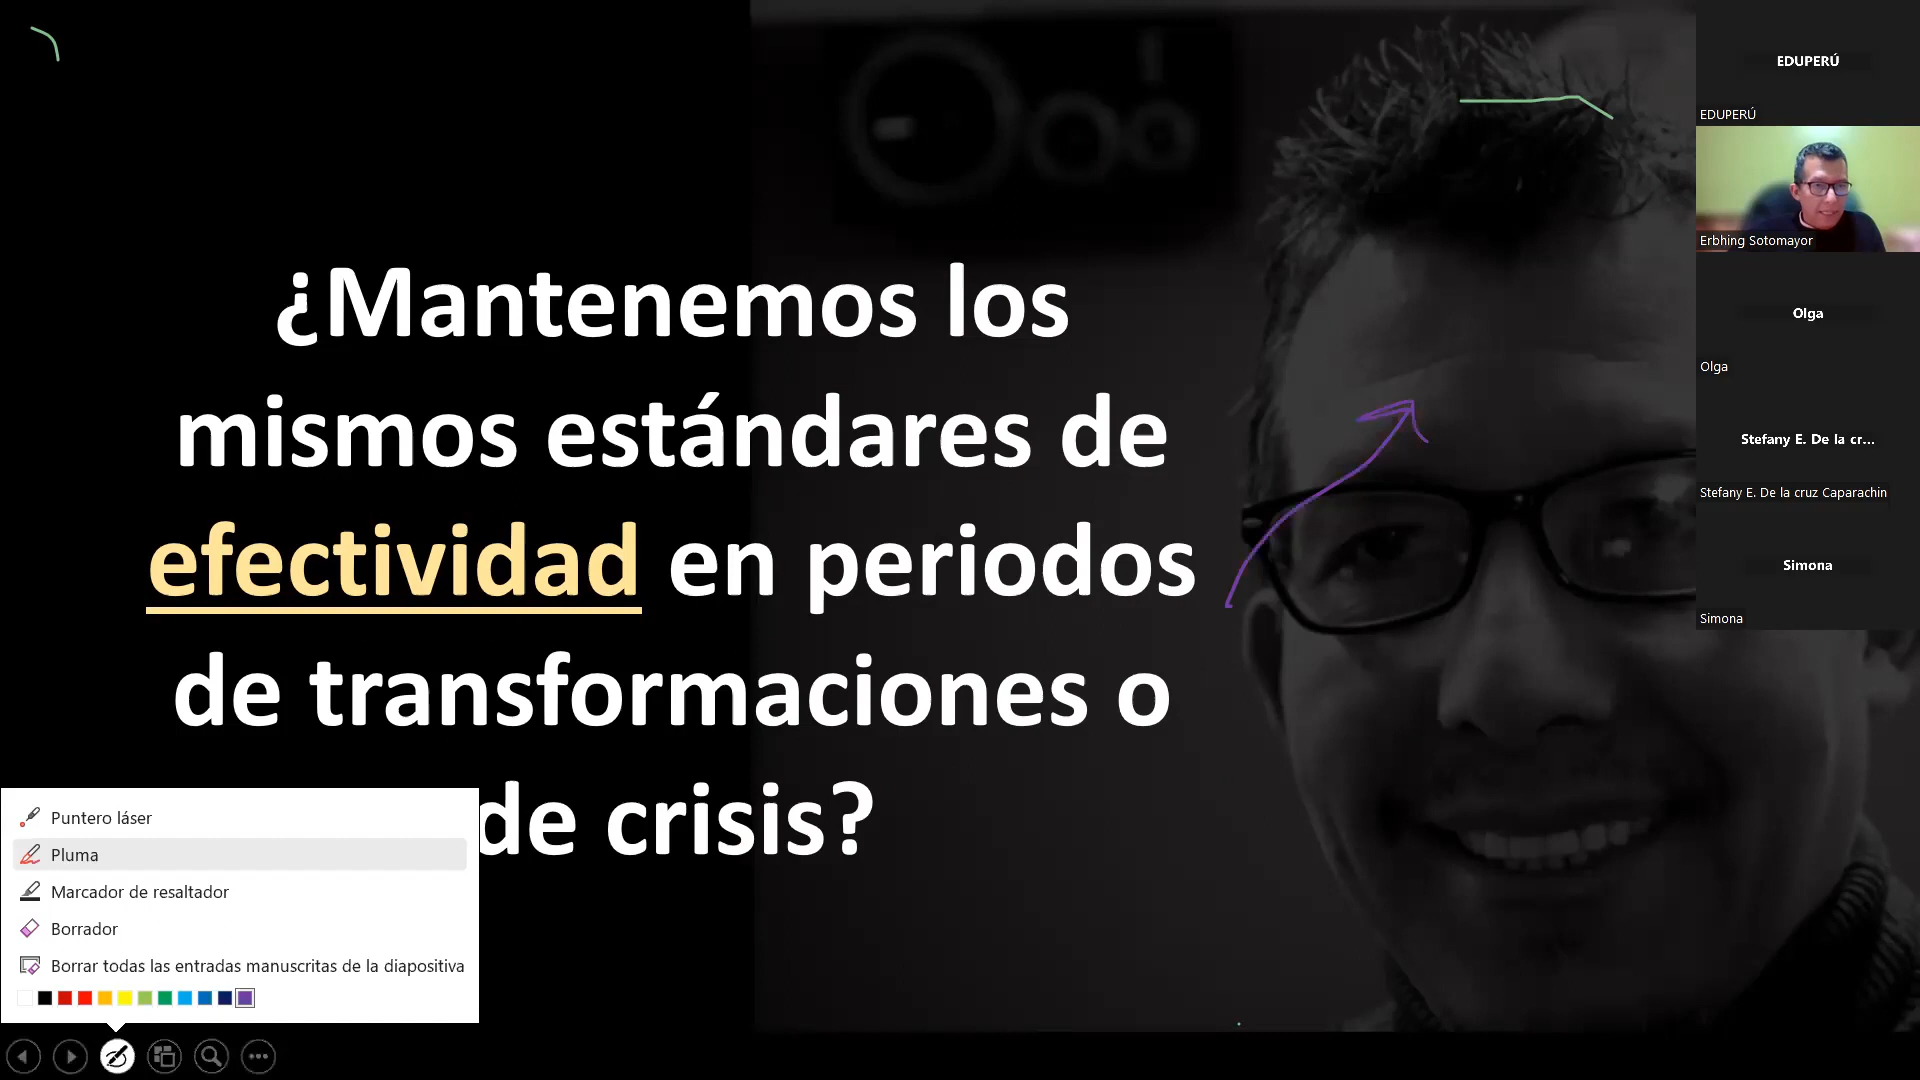 ¿Mantenemos los
mismos estándares de
efectividad en periodos
de transformaciones o
de crisis?
Puntero láser
Pluma
Marcador de resaltador
Borrador
Borrar todas las entradas manuscritas de la diapositiva
EDUPERÚ
EDUPERÚ
Erbhing Sotomayor
Olga
Olga
Stefany E. De la cr...
Stefany E. De la cruz Caparachin
Simona
Simona